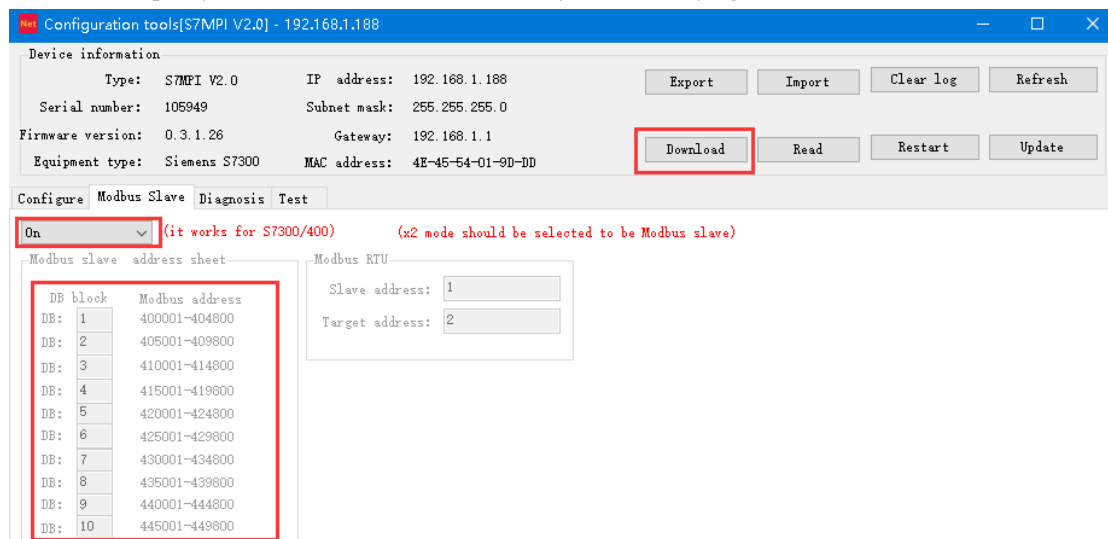 Net Configuration tools[S7MPI V2.0] - 192.168.1.188
Device information
Type: S7MPI V2.0 IP address: 192.168.1.188 Export Import Clear log Refresh
Serial number: 105949 Subnet mask: 255.255.255.0
Firmware version: 0.3.1.26 Gateway: 192.168.1.1 Download Read Restart Update
Equipment type: Siemens S7300 MAC address: 4E-45-54-01-9D-DD
Configure Modbus Slave Diagnosis Test
On (it works for S7300/400) (x2 mode should be selected to be Modbus slave)
Modbus slave address sheet Modbus RTU
DB block Modbus address Slave address: 1
DB: 1 400001-404800 Target address: 2
DB: 2 405001-409800
DB: 3 410001-414800
DB: 4 415001-419800
DB: 5 420001-424800
DB: 6 425001-429800
DB: 7 430001-434800
DB: 8 435001-439800
DB: 9 440001-444800
DB: 10 445001-449800